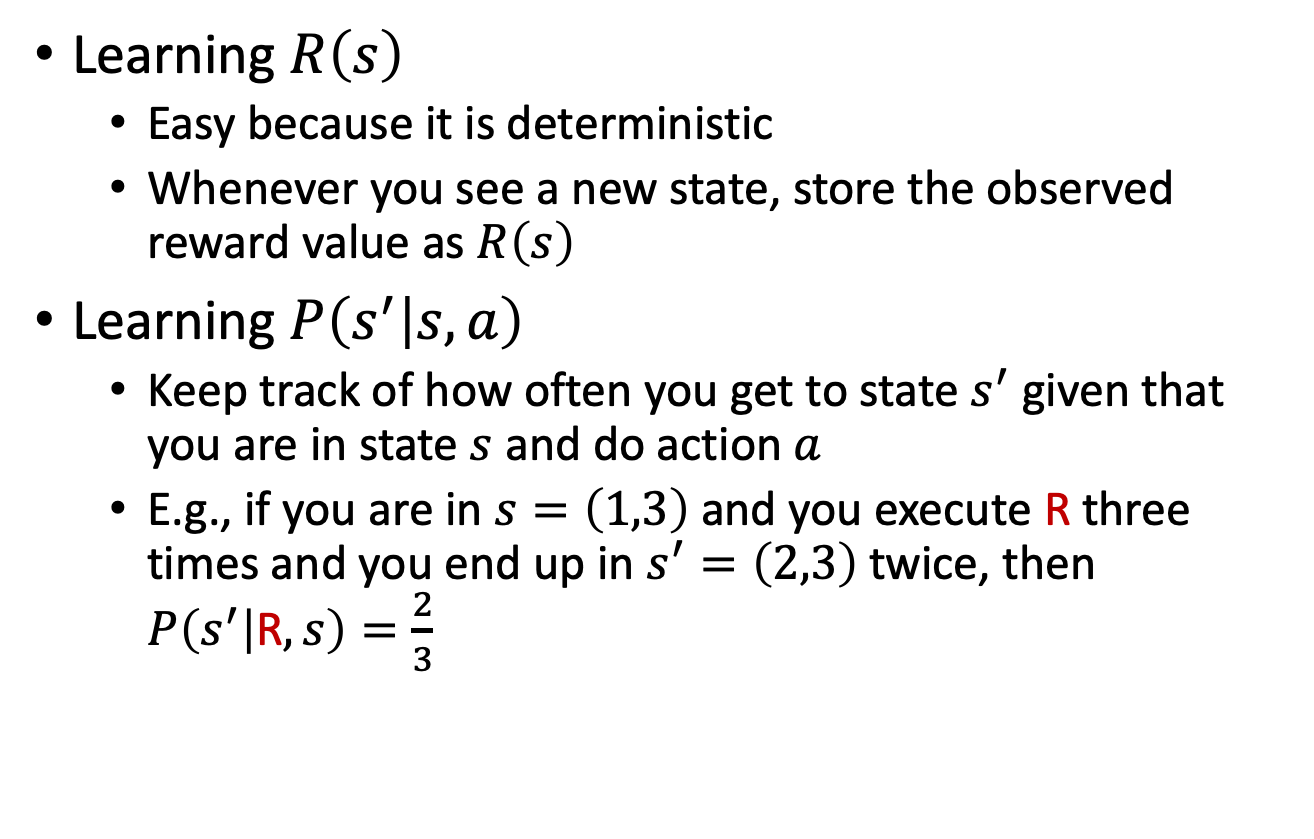 • Learning R(s)
• Easy because it is deterministic
• Whenever you see a new state, store the observed
reward value as R(s)
• Learning P(s′|s, a)
• Keep track of how often you get to state s′ given that
you are in state s and do action a
• E.g., if you are in s = (1,3) and you execute R three
times and you end up in s′ = (2,3) twice, then
P(s′|R, s) = 2/3